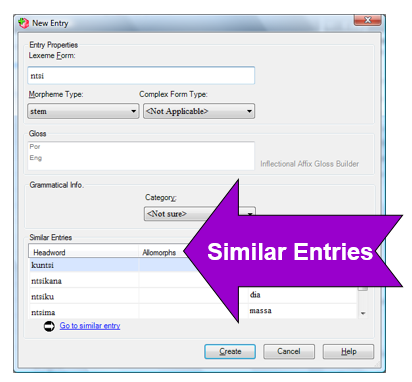 New Entry
Entry Properties
Lexeme Form:
ntsi
Morpheme Type: Complex Form Type:
stem <Not Applicable>
Gloss
Por
Eng
Inflectional Affix Gloss Builder
Grammatical Info.
Category:
<Not sure>
Similar Entries
Similar Entries
Headword Allomorphs
kuntsi
ntsikana
ntsiku dia
ntsima massa
Go to similar entry
Create Cancel Help